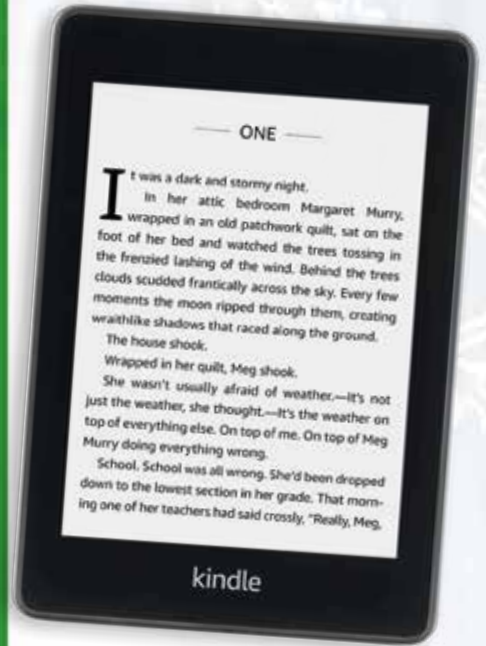 ONE
It was a dark and stormy night.
In her attic bedroom Margaret Murry,
wrapped in an old patchwork quilt, sat on the
foot of her bed and watched the trees tossing in
the frenzied lashing of the wind. Behind the trees
clouds scudded frantically across the sky. Every few
moments the moon ripped through them, creating
wraithlike shadows that raced along the ground.
The house shook.
Wrapped in her quilt, Meg shook.
She wasn't usually afraid of weather.—It's not
just the weather, she thought.—It's the weather on
top of everything else. On top of me. On top of Meg
Murry doing everything wrong.
School. School was all wrong. She'd been dropped
down to the lowest section in her grade. That morn-
ing one of her teachers had said crossly, "Really, Meg,
kindle